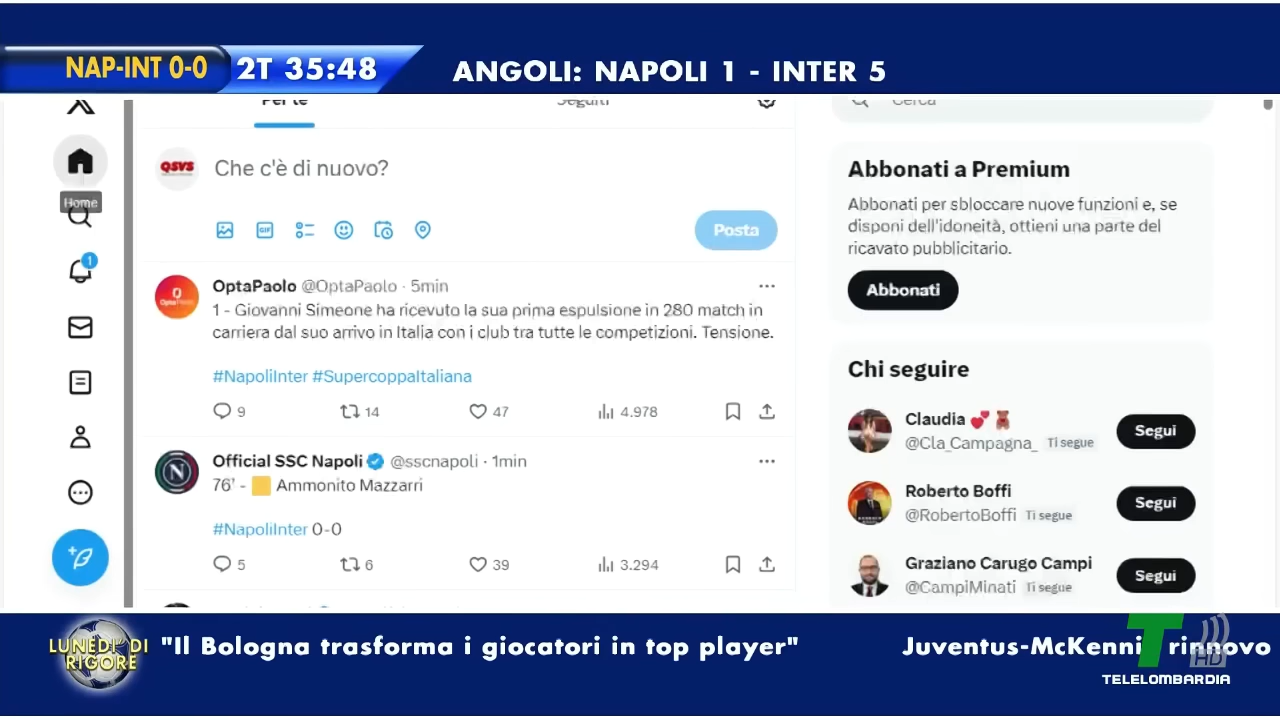 NAP-INT 0-0
2T 35:48
ANGOLI: NAPOLI 1 - INTER 5
Per te
Seguiti
Cerca
Home
1
QSVS
Che c'è di nuovo?
GIF
Posta
OptaPaolo @OptaPaolo · 5min
1 - Giovanni Simeone ha ricevuto la sua prima espulsione in 280 match in
carriera dal suo arrivo in Italia con i club tra tutte le competizioni. Tensione.
#NapoliInter #SupercoppaItaliana
9 14 47 4.978
Official SSC Napoli @sscnapoli · 1min
76' - Ammonito Mazzarri
#NapoliInter 0-0
5 6 39 3.294
Abbonati a Premium
Abbonati per sbloccare nuove funzioni e, se
disponi dell'idoneità, ottieni una parte del
ricavato pubblicitario.
Abbonati
Chi seguire
Claudia
@Cla_Campagna_ Ti segue
Segui
Roberto Boffi
@RobertoBoffi Ti segue
Segui
Graziano Carugo Campi
@CampiMinati Ti segue
Segui
LUNEDI' DI
RIGORE
"Il Bologna trasforma i giocatori in top player"
Juventus-McKenni rinnovo
HD
TELELOMBARDIA